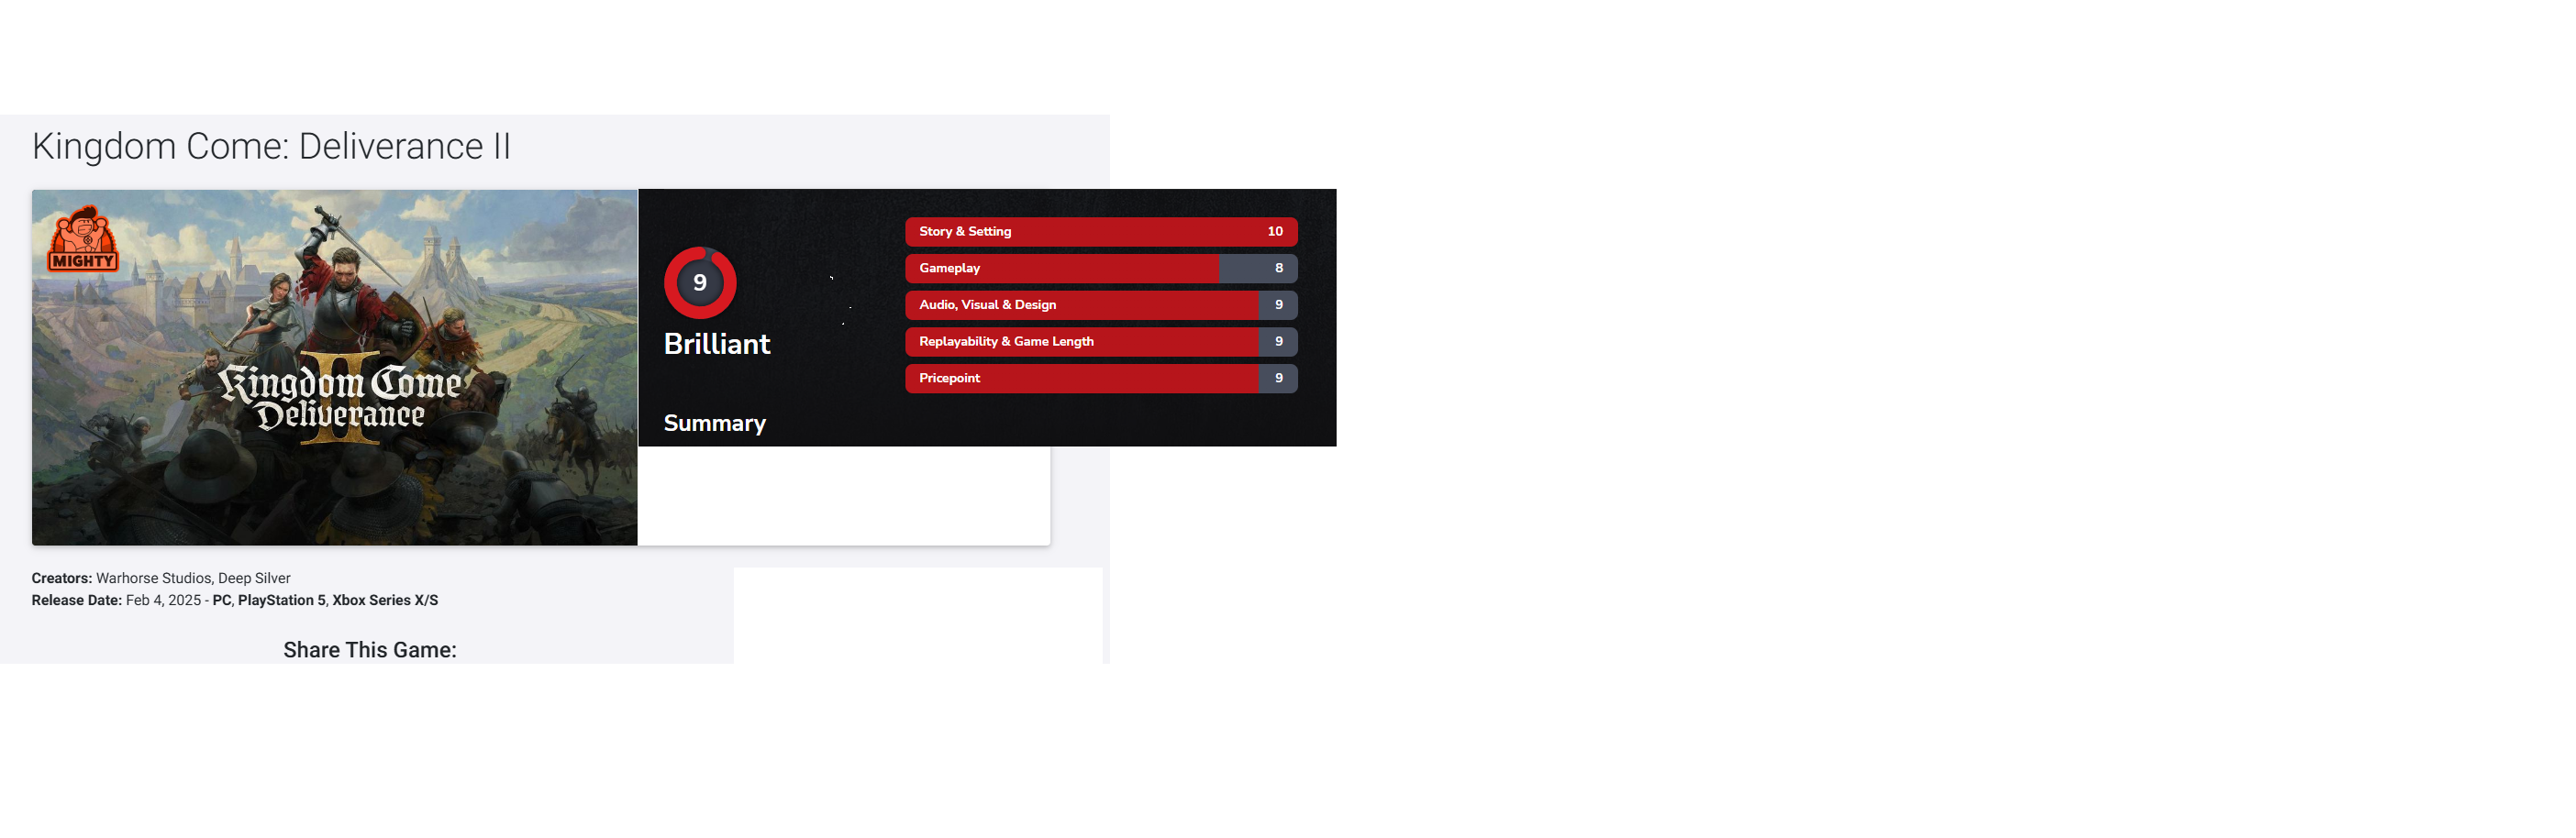 Kingdom Come: Deliverance II
MIGHTY
Kingdom Come
Deliverance
II
9
Brilliant
Story & Setting 10
Gameplay 8
Audio, Visual & Design 9
Replayability & Game Length 9
Pricepoint 9
Summary
Creators: Warhorse Studios, Deep Silver
Release Date: Feb 4, 2025 - PC, PlayStation 5, Xbox Series X/S
Share This Game: